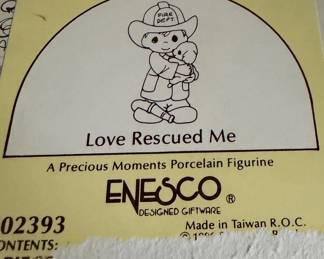 FIRE
DEPT
Love Rescued Me
A Precious Moments Porcelain Figurine
ENESCO ®
DESIGNED GIFTWARE
02393
Made in Taiwan R.O.C.
ONTENTS: